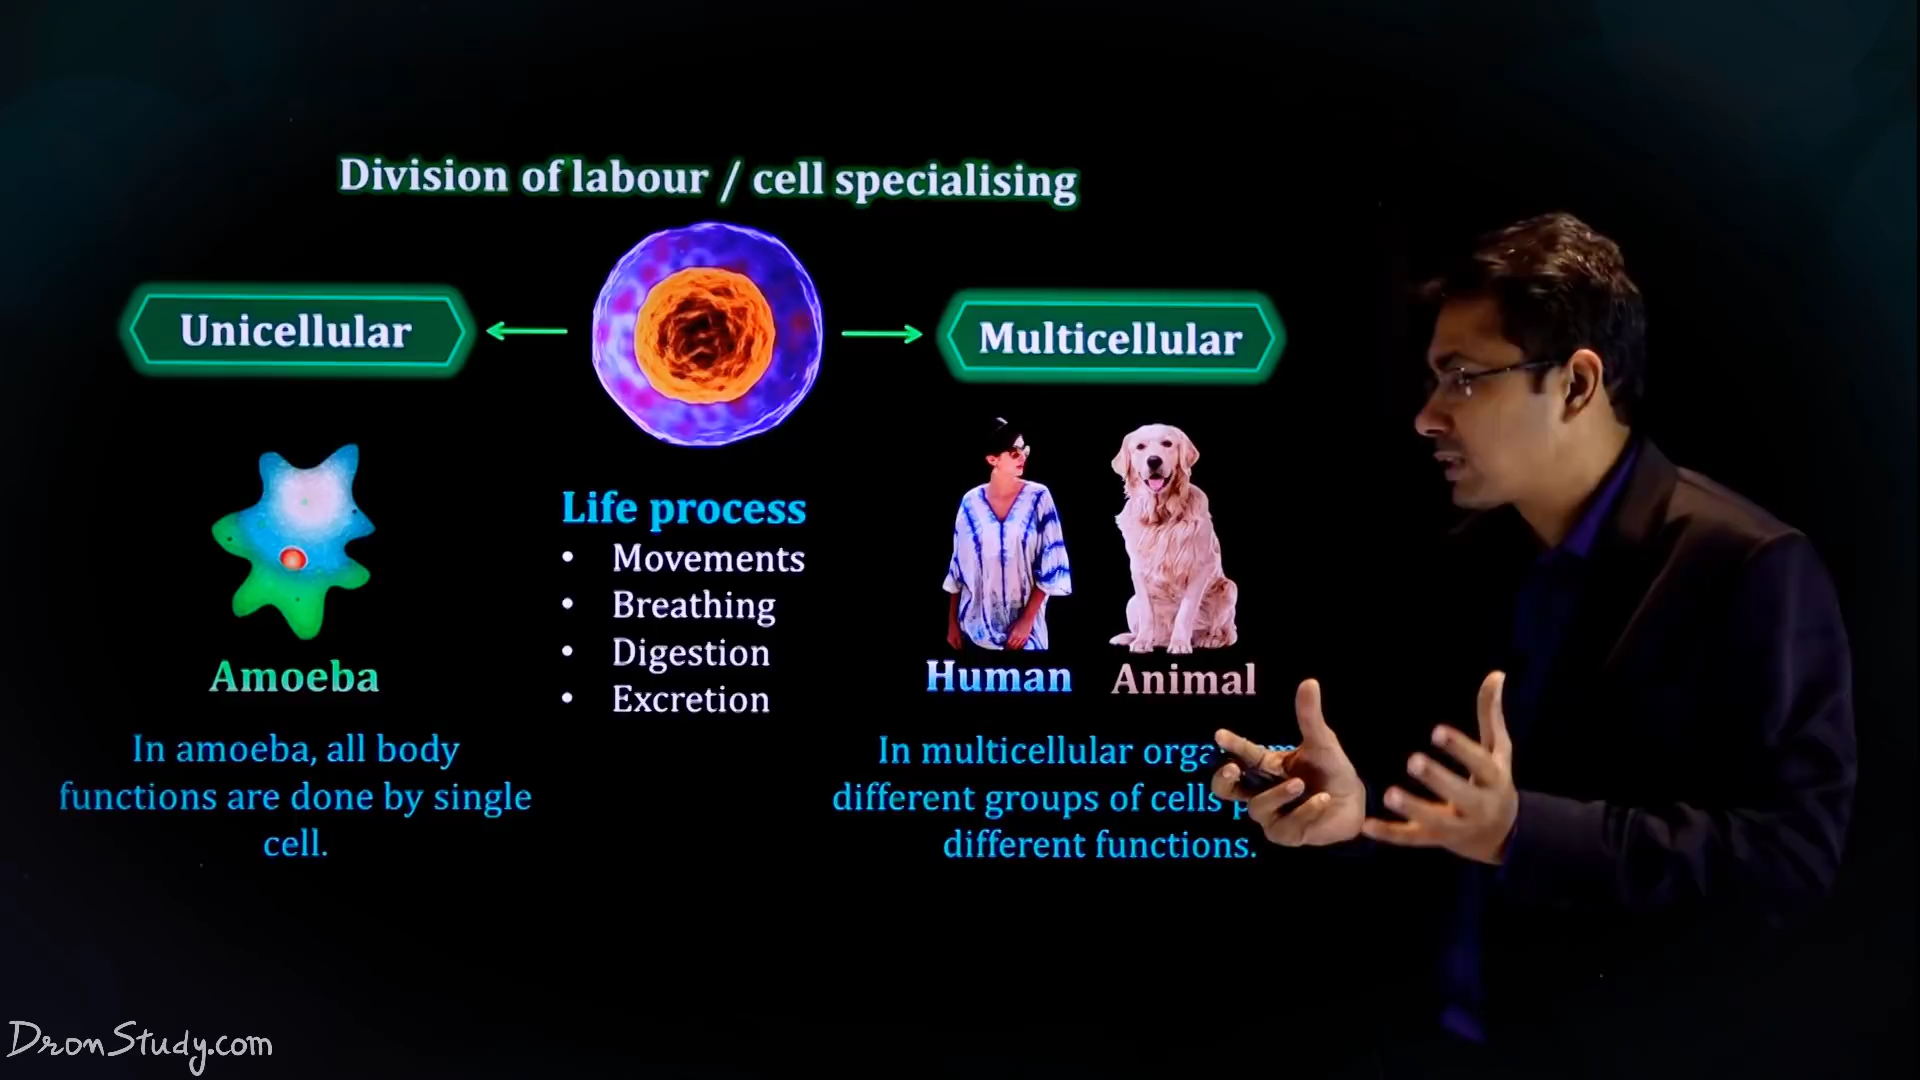 Division of labour / cell specialising
Unicellular
Multicellular
Life process
• Movements
• Breathing
• Digestion
• Excretion
Amoeba
Human
Animal
In amoeba, all body
functions are done by single
cell.
In multicellular
different groups of cells
different functions.
DronStudy.com